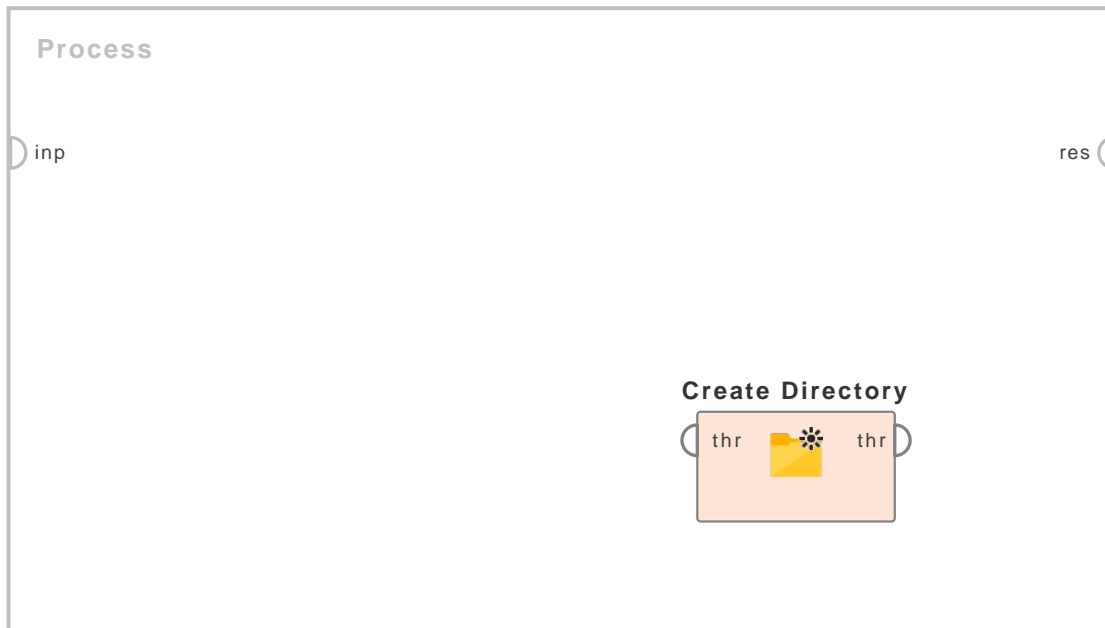 Process
inp
res
Create Directory
thr
thr